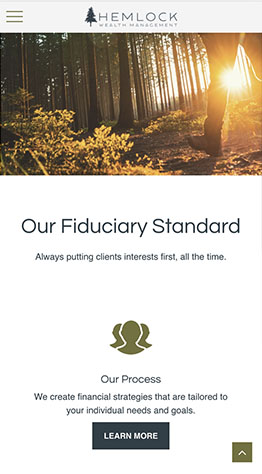 HEMLOCK
WEALTH MANAGEMENT
Our Fiduciary Standard
Always putting clients interests first, all the time.
Our Process
We create financial strategies that are tailored to
your individual needs and goals.
LEARN MORE